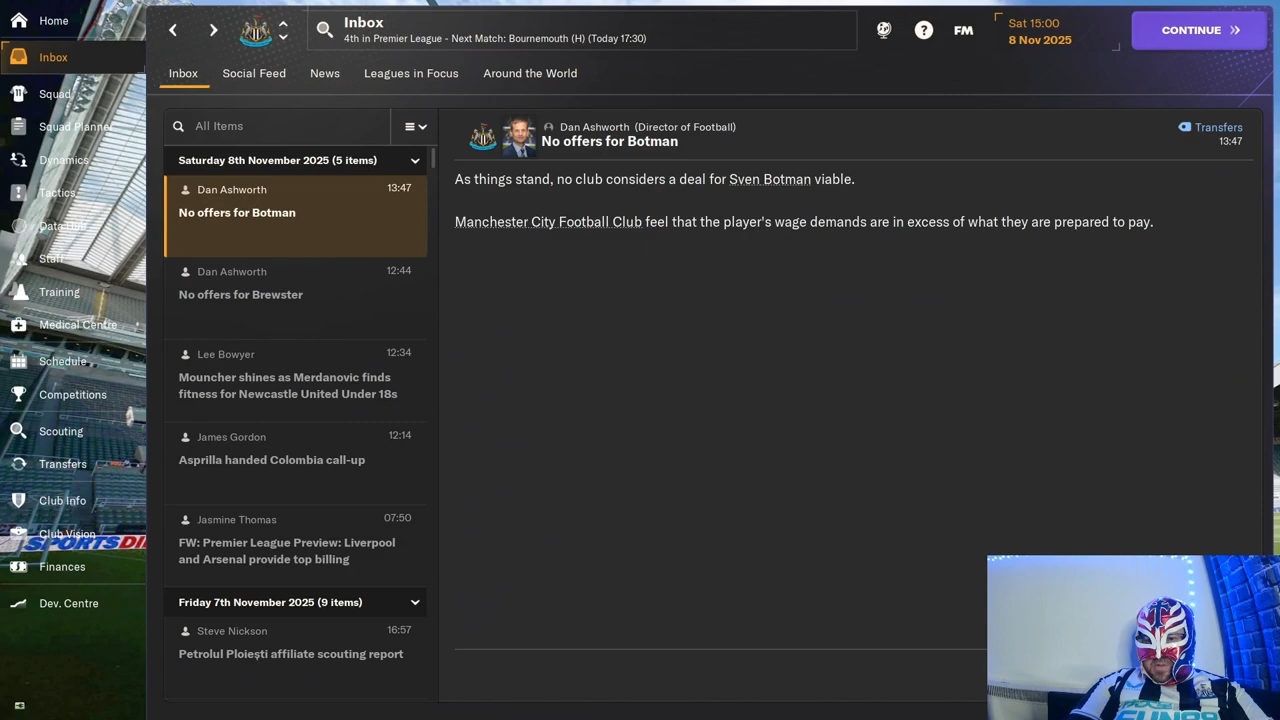 Home
Inbox
Squad
Squad Planner
Dynamics
Tactics
Data Hub
Staff
Training
Medical Centre
Schedule
Competitions
Scouting
Transfers
Club Info
Club Vision
SPORTSDI
Finances
Dev. Centre
Inbox
4th in Premier League - Next Match: Bournemouth (H) (Today 17:30)
?
FM
Sat 15:00
8 Nov 2025
CONTINUE
Inbox
Social Feed
News
Leagues in Focus
Around the World
All Items
Saturday 8th November 2025 (5 items)
Dan Ashworth
13:47
No offers for Botman
Dan Ashworth
12:44
No offers for Brewster
Lee Bowyer
12:34
Mouncher shines as Merdanovic finds
fitness for Newcastle United Under 18s
James Gordon
12:14
Asprilla handed Colombia call-up
Jasmine Thomas
07:50
FW: Premier League Preview: Liverpool
and Arsenal provide top billing
Friday 7th November 2025 (9 items)
Steve Nickson
16:57
Petrolul Ploiești affiliate scouting report
Dan Ashworth (Director of Football)
No offers for Botman
Transfers
13:47
As things stand, no club considers a deal for Sven Botman viable.
Manchester City Football Club feel that the player's wage demands are in excess of what they are prepared to pay.